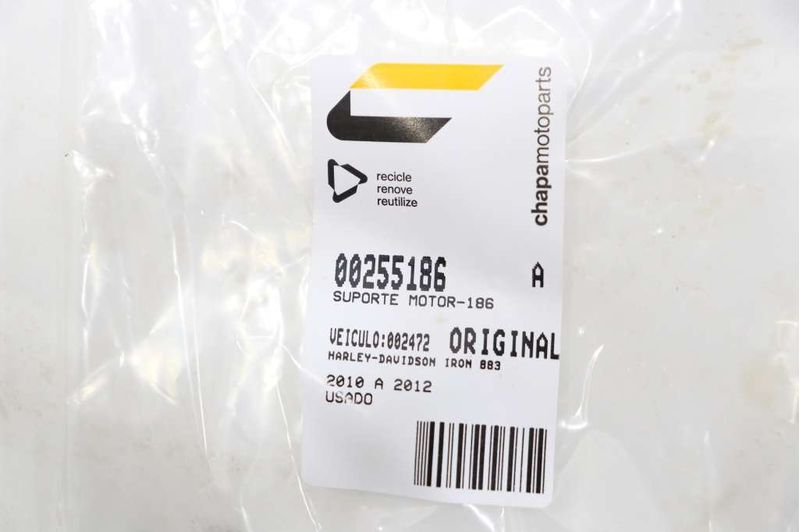 chapamotoparts
recicle
renove
reutilize
00255186 A
SUPORTE MOTOR-186
VEICULO:002472 ORIGINAL
HARLEY-DAVIDSON IRON 883
2010 A 2012
USADO